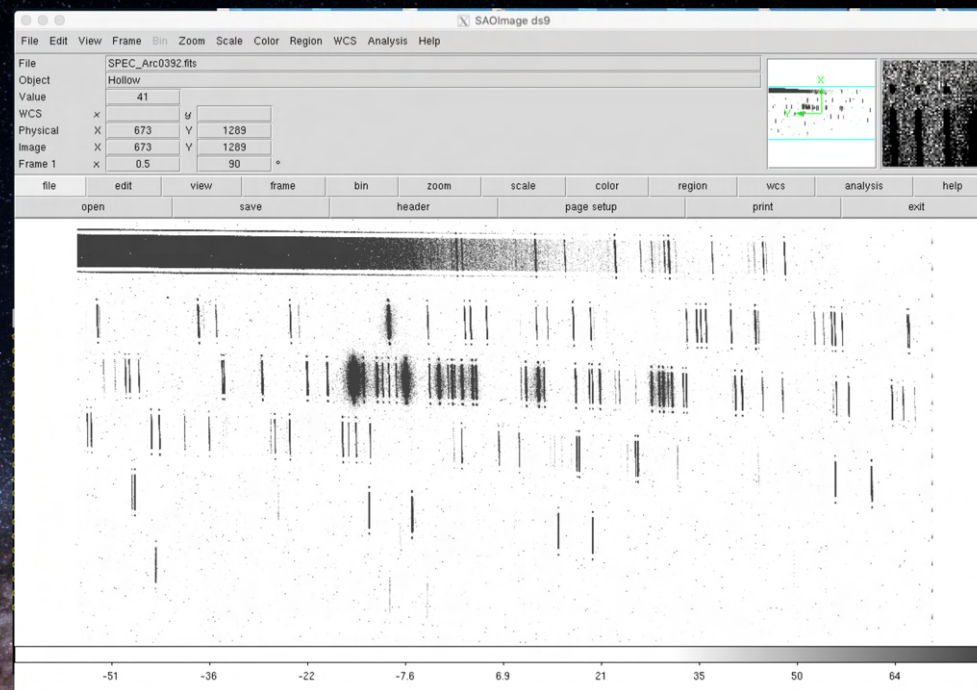 SAOImage ds9
File Edit View Frame Bin Zoom Scale Color Region WCS Analysis Help
File SPEC_Arc0392.fits
Object Hollow
Value 41
WCS x y
Physical X 673 Y 1289
Image X 673 Y 1289
Frame 1 x 0.5 90 °
X
Y
file edit view frame bin zoom scale color region wcs analysis help
open save header page setup print exit
-51 -36 -22 -7.6 6.9 21 35 50 64